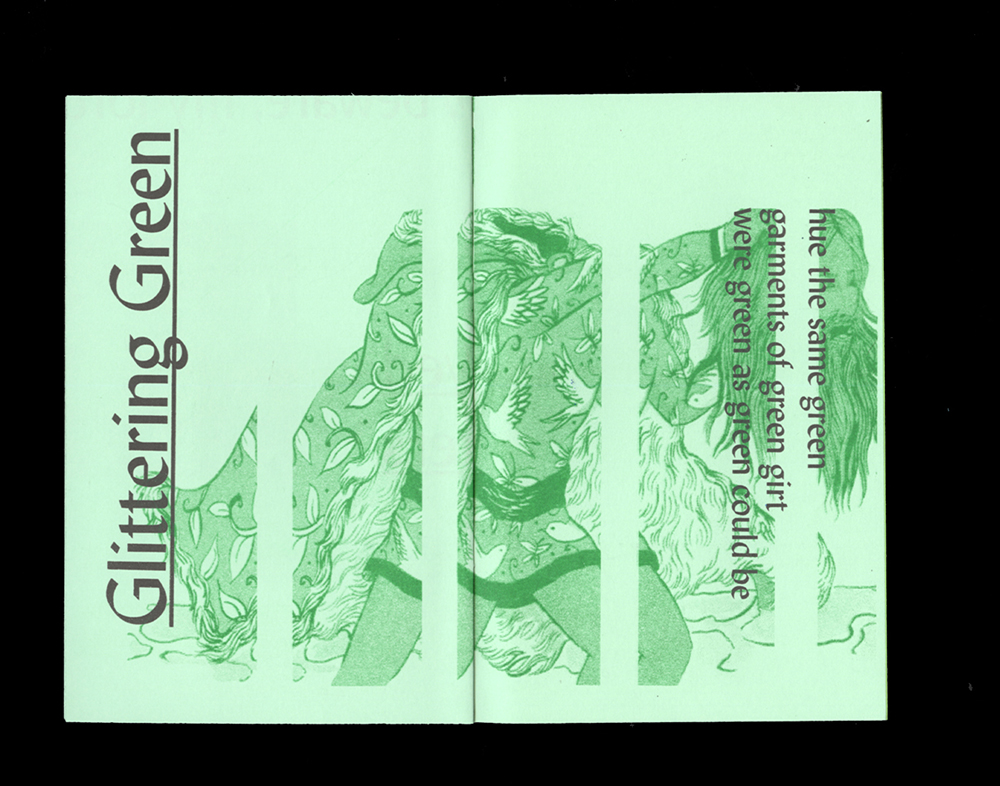 Glittering Green
hue the same green
garments of green girt
were green as green could be